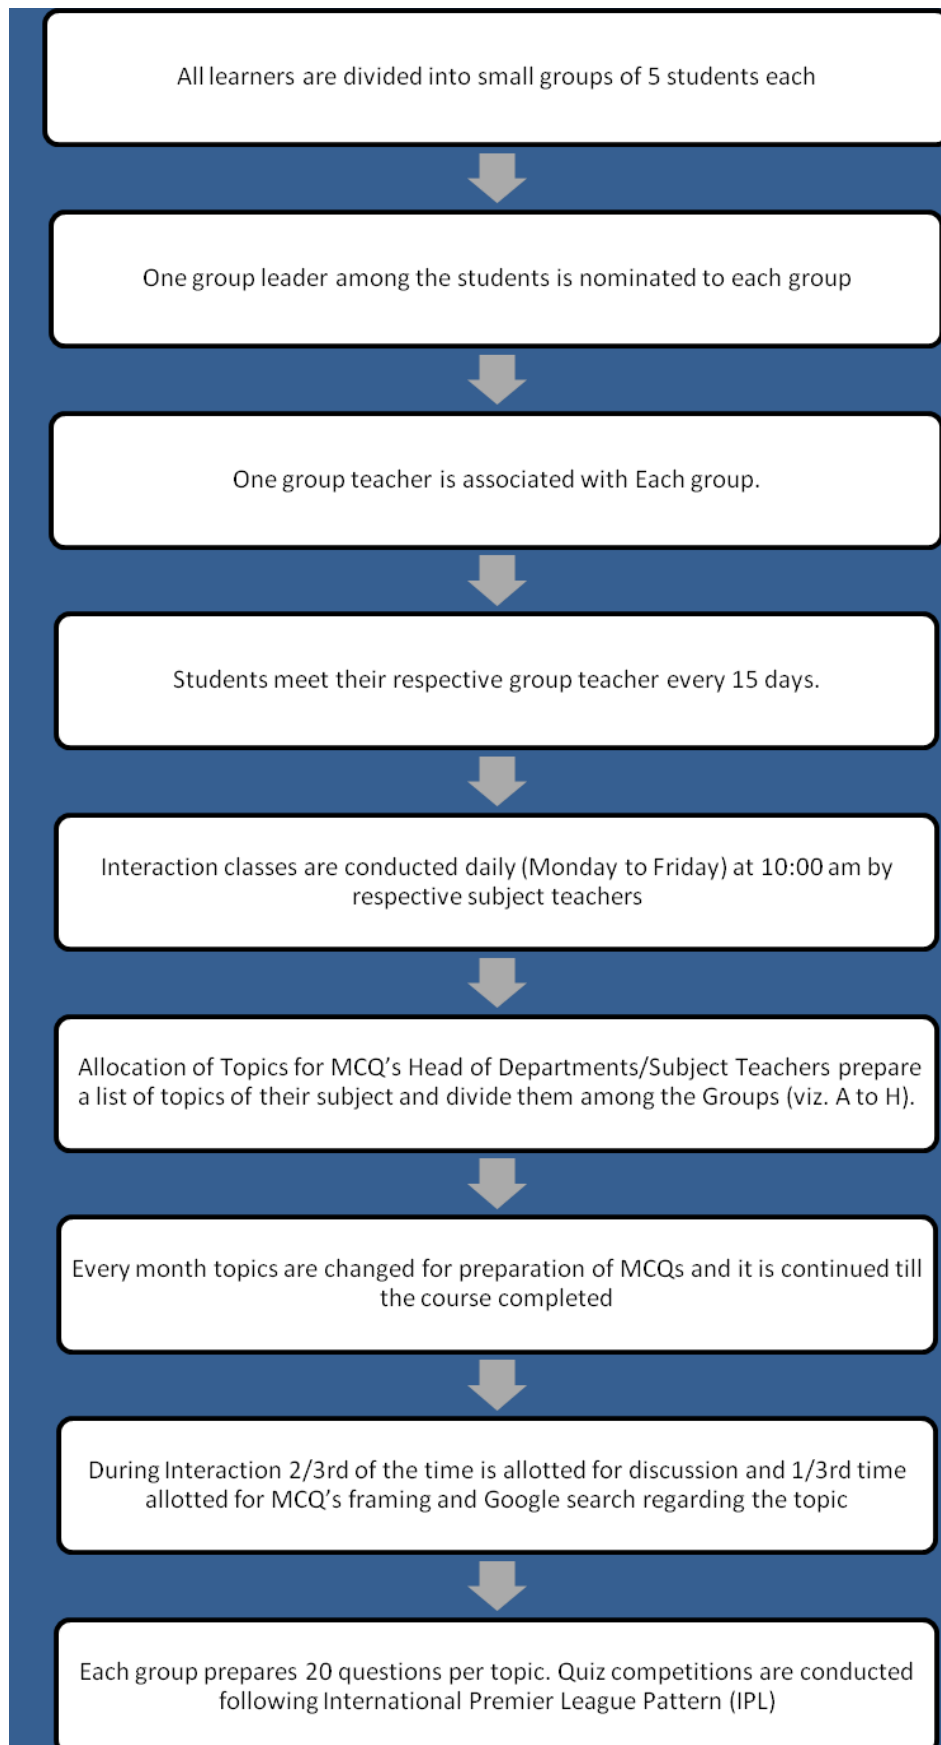 All learners are divided into small groups of 5 students each
One group leader among the students is nominated to each group
One group teacher is associated with Each group.
Students meet their respective group teacher every 15 days.
Interaction classes are conducted daily (Monday to Friday) at 10:00 am by
respective subject teachers
Allocation of Topics for MCQ’s Head of Departments/Subject Teachers prepare
a list of topics of their subject and divide them among the Groups (viz. A to H).
Every month topics are changed for preparation of MCQs and it is continued till
the course completed
During Interaction 2/3rd of the time is allotted for discussion and 1/3rd time
allotted for MCQ’s framing and Google search regarding the topic
Each group prepares 20 questions per topic. Quiz competitions are conducted
following International Premier League Pattern (IPL)